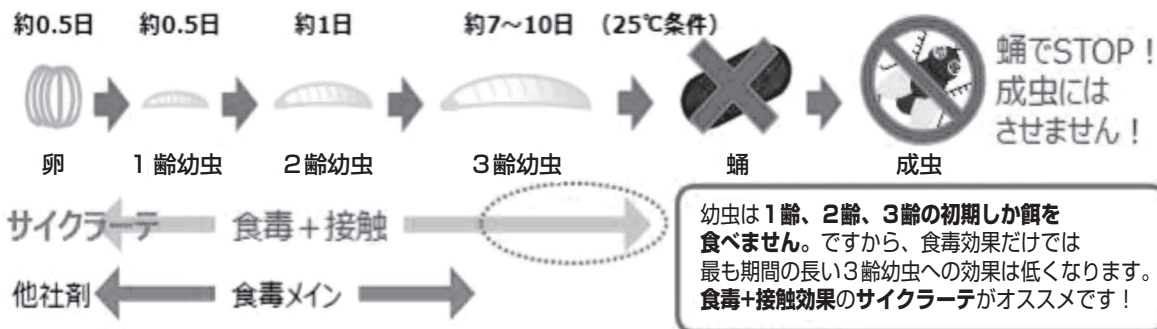 約0.5日 約0.5日 約1日 約7〜10日 (25℃条件)
蛹でSTOP!
成虫には
させません!
卵 1齢幼虫 2齢幼虫 3齢幼虫 蛹 成虫
サイクラーテ 食毒+接触
他社剤 食毒メイン
幼虫は1齢、2齢、3齢の初期しか餌を
食べません。ですから、食毒効果だけでは
最も期間の長い3齢幼虫への効果は低くなります。
食毒+接触効果のサイクラーテがオススメです!